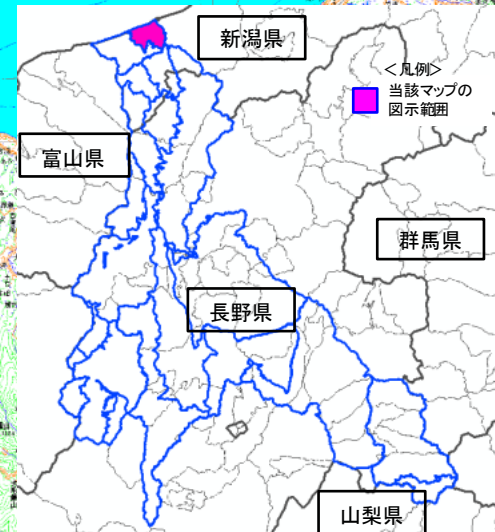 新潟県
<凡例>
当該マップの
図示範囲
富山県
群馬県
長野県
山梨県